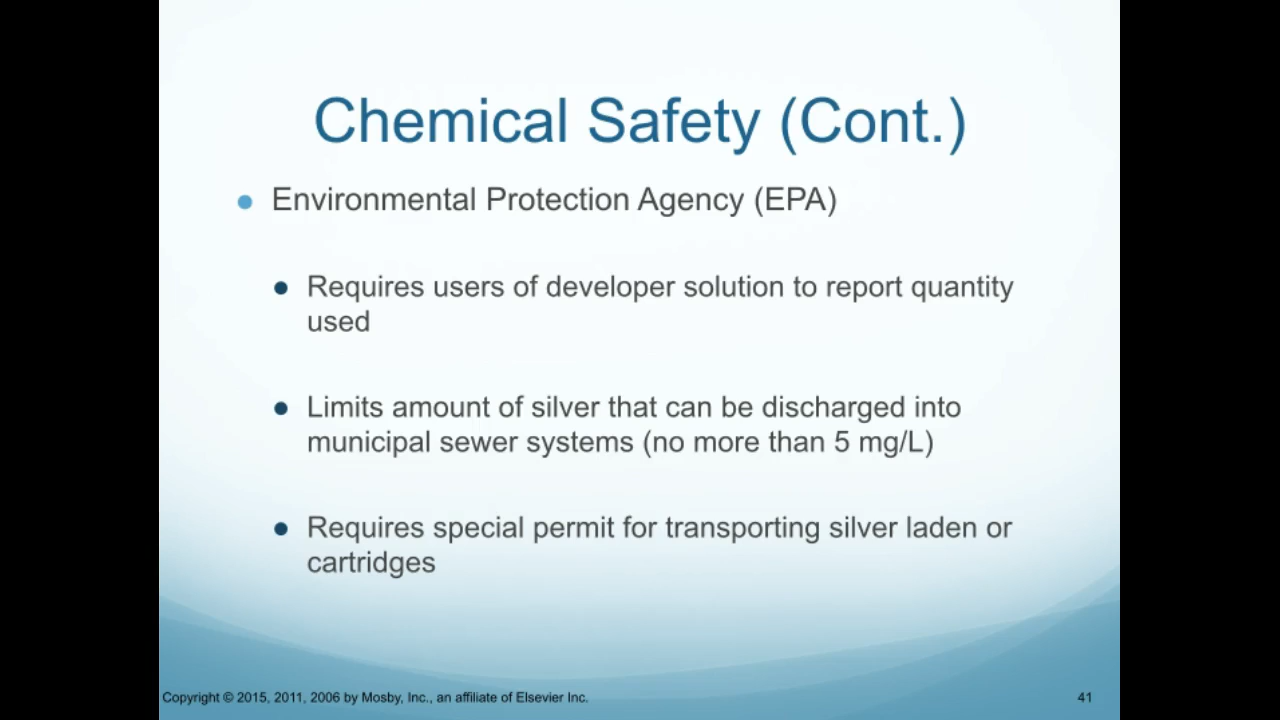 Chemical Safety (Cont.)
● Environmental Protection Agency (EPA)
● Requires users of developer solution to report quantity
used
● Limits amount of silver that can be discharged into
municipal sewer systems (no more than 5 mg/L)
● Requires special permit for transporting silver laden or
cartridges
Copyright © 2015, 2011, 2006 by Mosby, Inc., an affiliate of Elsevier Inc.
41